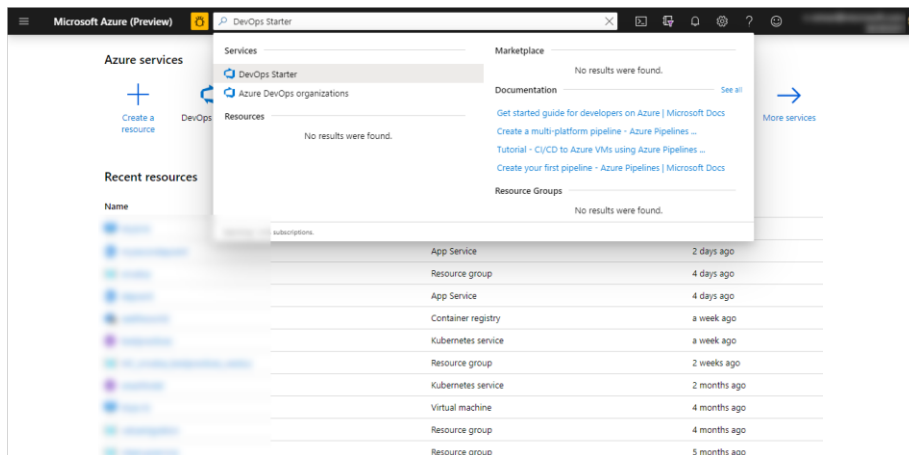 Microsoft Azure (Preview)
DevOps Starter
Azure services
Create a resource
DevOps
More services
Services
DevOps Starter
Azure DevOps organizations
Resources
No results were found.
Marketplace
No results were found.
Documentation
See all
Get started guide for developers on Azure | Microsoft Docs
Create a multi-platform pipeline - Azure Pipelines ...
Tutorial - CI/CD to Azure VMs using Azure Pipelines ...
Create your first pipeline - Azure Pipelines | Microsoft Docs
Resource Groups
No results were found.
subscriptions.
Recent resources
Name
App Service 2 days ago
Resource group 4 days ago
App Service 4 days ago
Container registry a week ago
Kubernetes service a week ago
Resource group 2 weeks ago
Kubernetes service 2 months ago
Virtual machine 4 months ago
Resource group 4 months ago
Resource group 5 months ago